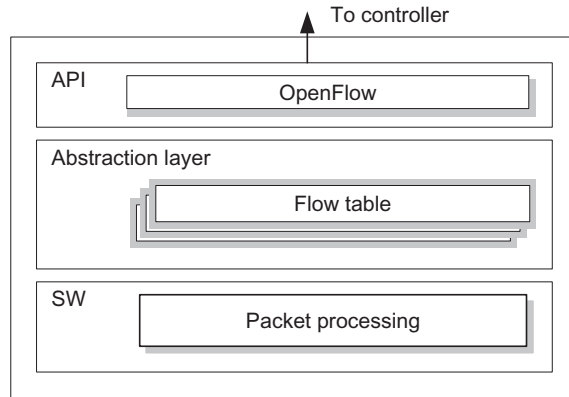 To controller
API
OpenFlow
Abstraction layer
Flow table
SW
Packet processing